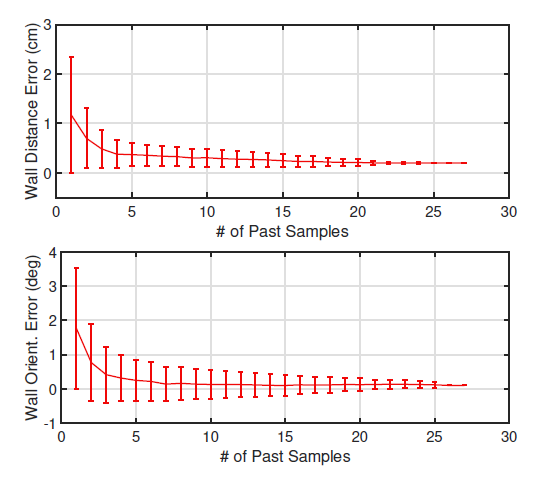 Wall Distance Error (cm)
3
2
1
0
0 5 10 15 20 25 30
# of Past Samples
Wall Orient. Error (deg)
4
3
2
1
0
-1
0 5 10 15 20 25 30
# of Past Samples